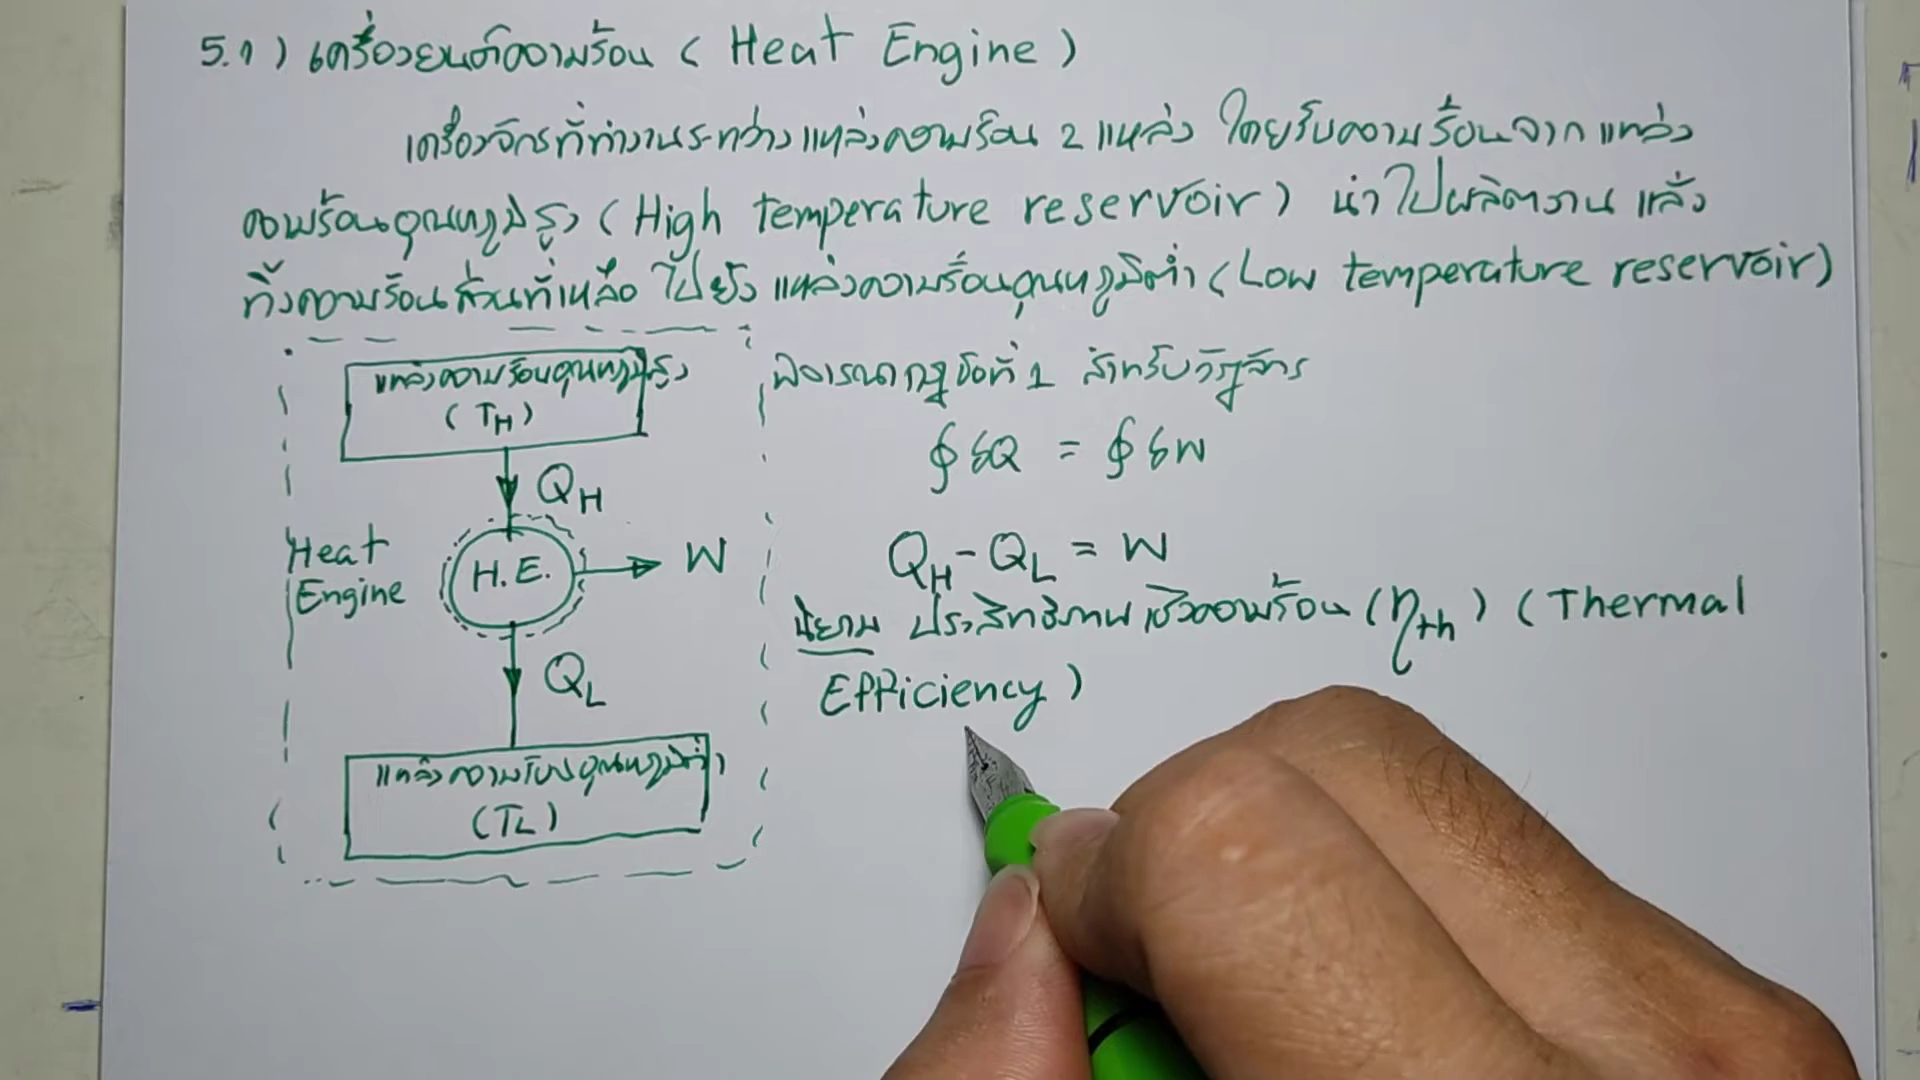 5.1) เครื่องยนต์ความร้อน (Heat Engine)
เครื่องจักรที่ทำงานระหว่างแหล่งความร้อน 2 แหล่ง โดยรับความร้อนจากแหล่ง
ความร้อนอุณหภูมิสูง (High temperature reservoir) นำไปผลิตงาน แล้ว
ทิ้งความร้อนส่วนที่เหลือ ไปยัง แหล่งความร้อนอุณหภูมิต่ำ (Low temperature reservoir)
แหล่งความร้อนอุณหภูมิสูง
(T_H)
Q_H
Heat
Engine
H.E.
W
Q_L
แหล่งความร้อนอุณหภูมิต่ำ
(T_L)
พิจารณากฎข้อที่ 1 สำหรับวัฏจักร
∮δQ = ∮δW
Q_H - Q_L = W
นิยาม ประสิทธิภาพเชิงความร้อน (η_th) (Thermal
Efficiency)